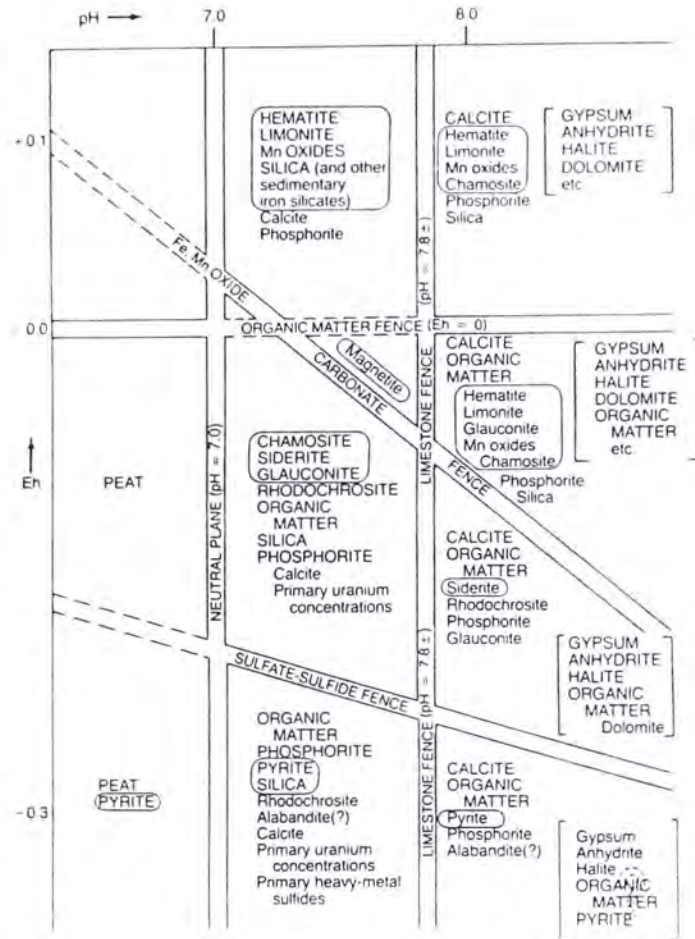 pH →
7.0
8.0
+0.1
HEMATITE
LIMONITE
Mn OXIDES
SILICA (and other
sedimentary
iron silicates)
Calcite
Phosphorite
CALCITE
Hematite
Limonite
Mn oxides
Chamosite
Phosphorite
Silica
GYPSUM
ANHYDRITE
HALITE
DOLOMITE
etc
Fe, Mn OXIDE
CARBONATE
FENCE
(pH = 7.8 ±)
LIMESTONE FENCE
0.0
ORGANIC MATTER FENCE (Eh = 0)
Magnetite
CALCITE
ORGANIC
MATTER
Hematite
Limonite
Glauconite
Mn oxides
Chamosite
Phosphorite
Silica
GYPSUM
ANHYDRITE
HALITE
DOLOMITE
ORGANIC
MATTER
etc
Eh
PEAT
NEUTRAL PLANE (pH = 7.0)
CHAMOSITE
SIDERITE
GLAUCONITE
RHODOCHROSITE
ORGANIC
MATTER
SILICA
PHOSPHORITE
Calcite
Primary uranium
concentrations
CALCITE
ORGANIC
MATTER
Siderite
Rhodochrosite
Phosphorite
Glauconite
GYPSUM
ANHYDRITE
HALITE
ORGANIC
MATTER
Dolomite
SULFATE-SULFIDE FENCE
LIMESTONE FENCE (pH = 7.8 ±)
-0.3
PEAT
PYRITE
ORGANIC
MATTER
PHOSPHORITE
PYRITE
SILICA
Rhodochrosite
Alabandite(?)
Calcite
Primary uranium
concentrations
Primary heavy-metal
sulfides
CALCITE
ORGANIC
MATTER
Pyrite
Phosphorite
Alabandite(?)
Gypsum
Anhydrite
Halite
ORGANIC
MATTER
PYRITE